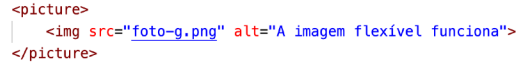 <picture>
<img src="foto-g.png" alt="A imagem flexível funciona">
</picture>